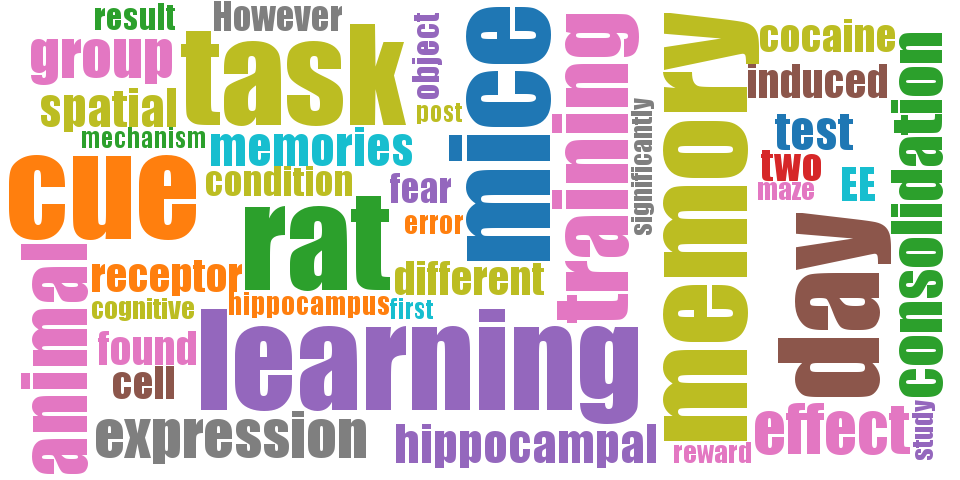 result
However
group
task
object
mice
training
memory
cocaine
induced
spatial
post
mechanism
memories
significantly
test
consolidation
cue
condition
fear
two
maze
EE
rat
error
day
animal
receptor
different
cognitive
hippocampus
first
found
learning
cell
expression
hippocampal
effect
study
reward